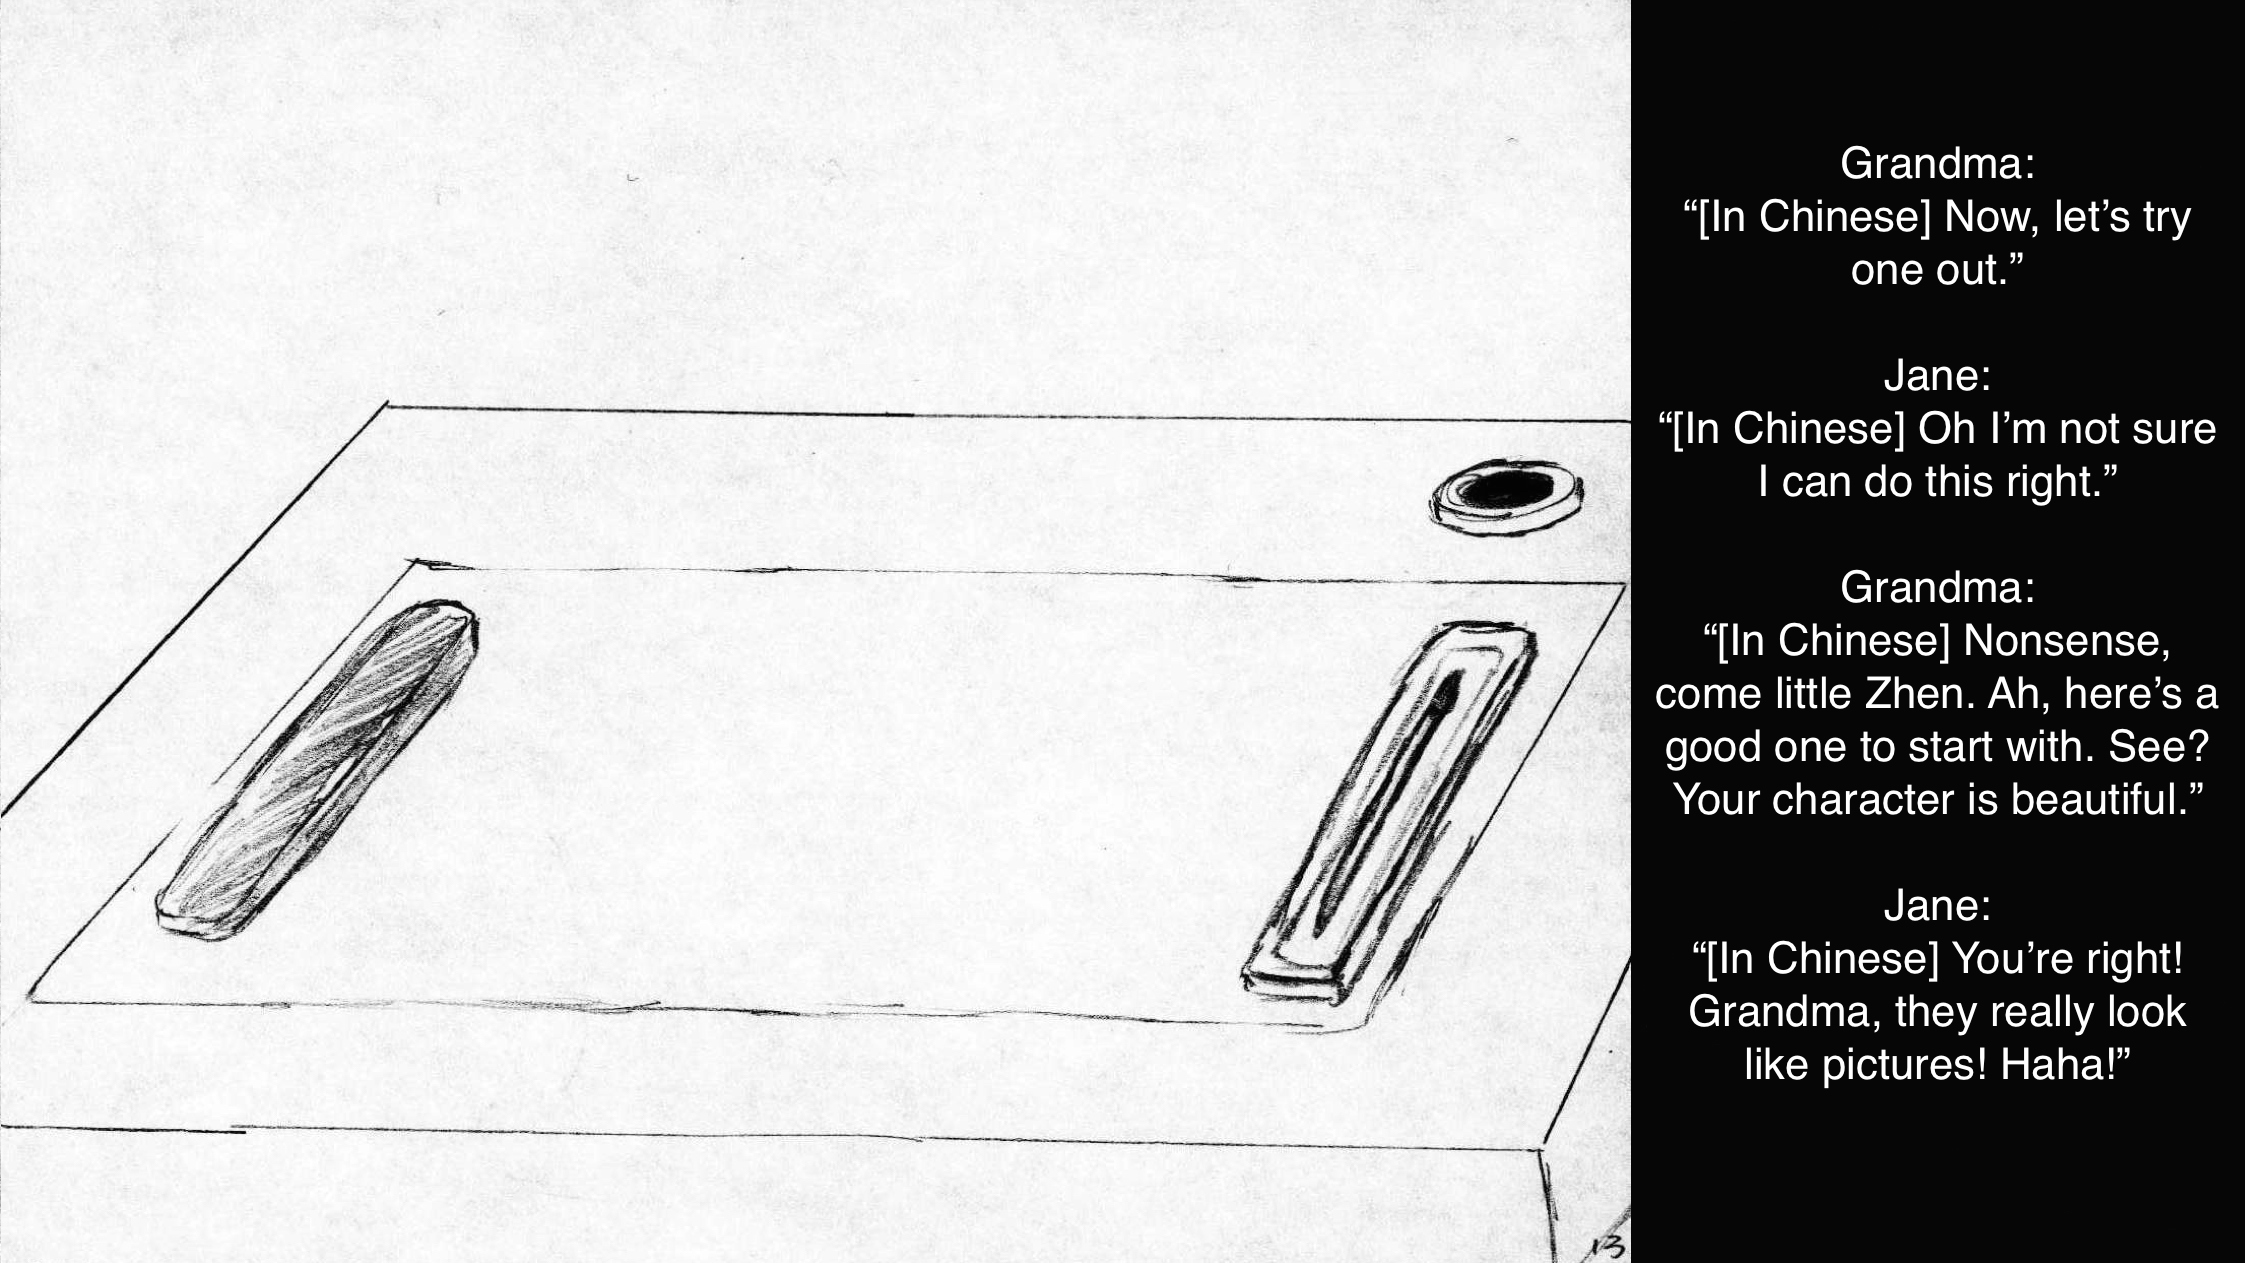 Grandma:
“[In Chinese] Now, let’s try
one out.”
Jane:
“[In Chinese] Oh I’m not sure
I can do this right.”
Grandma:
“[In Chinese] Nonsense,
come little Zhen. Ah, here’s a
good one to start with. See?
Your character is beautiful.”
Jane:
“[In Chinese] You’re right!
Grandma, they really look
like pictures! Haha!”
13